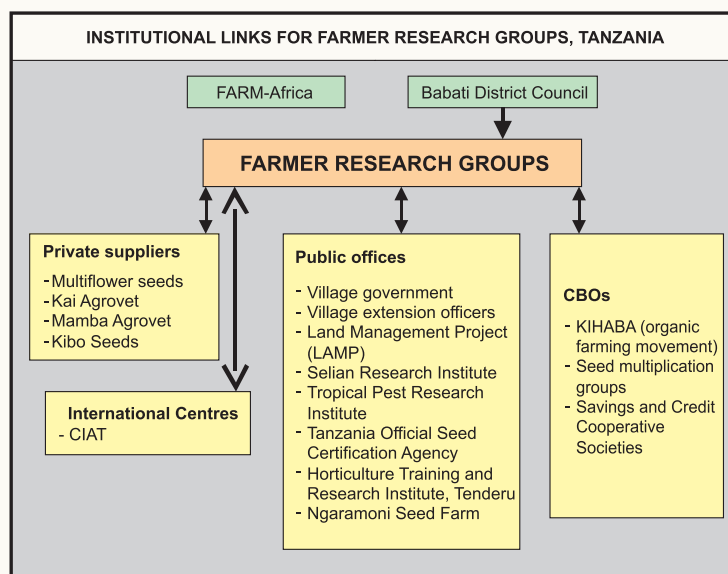 INSTITUTIONAL LINKS FOR FARMER RESEARCH GROUPS, TANZANIA
FARM-Africa
Babati District Council
FARMER RESEARCH GROUPS
Private suppliers
- Multiflower seeds
- Kai Agrovet
- Mamba Agrovet
- Kibo Seeds
International Centres
- CIAT
Public offices
- Village government
- Village extension officers
- Land Management Project
(LAMP)
- Selian Research Institute
- Tropical Pest Research
Institute
- Tanzania Official Seed
Certification Agency
- Horticulture Training and
Research Institute, Tenderu
- Ngaramoni Seed Farm
CBOs
- KIHABA (organic
farming movement)
- Seed multiplication
groups
- Savings and Credit
Cooperative
Societies